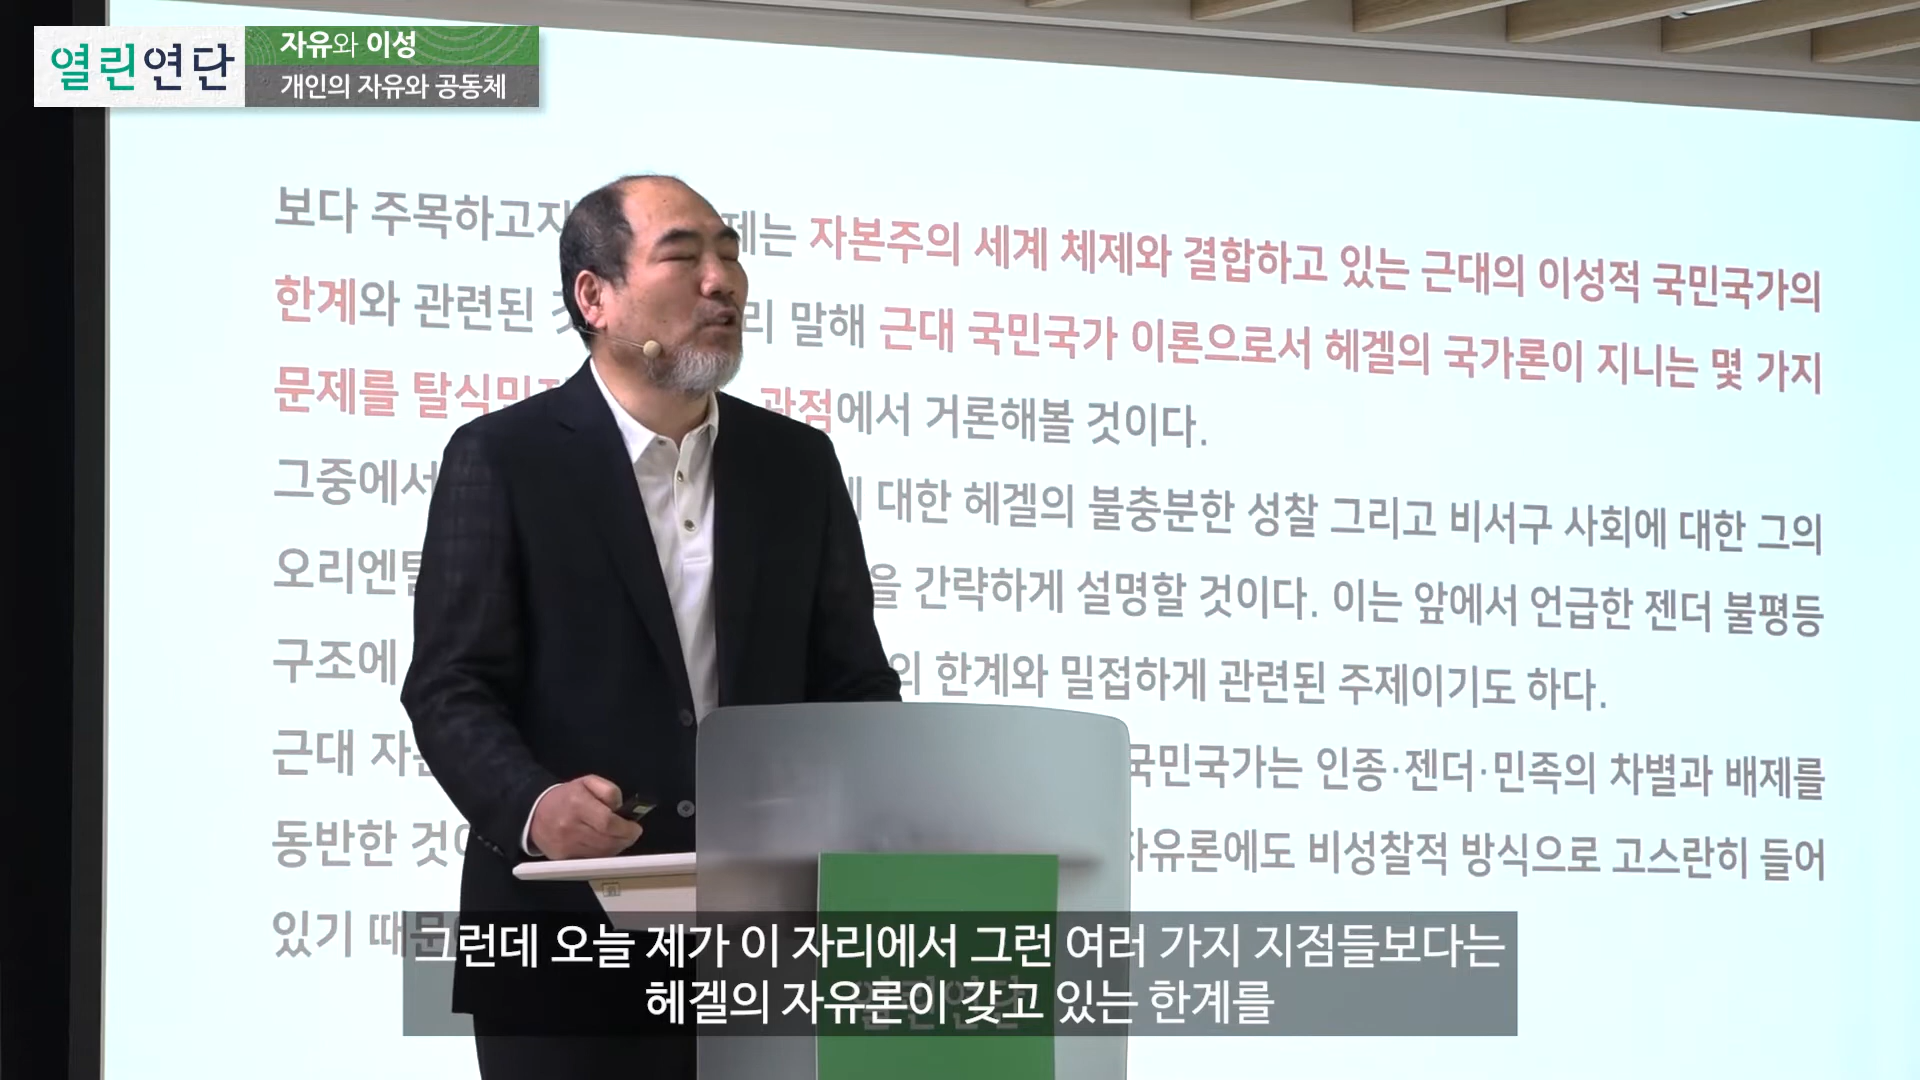 열린연단
자유와 이성
개인의 자유와 공동체
보다 주목하고자 제는 자본주의 세계 체제와 결합하고 있는 근대의 이성적 국민국가의
한계와 관련된 말해 근대 국민국가 이론으로서 헤겔의 국가론이 지니는 몇 가지
문제를 관점에서 거론해볼 것이다.
그중에서 대한 헤겔의 불충분한 성찰 그리고 비서구 사회에 대한 그의
을 간략하게 설명할 것이다. 이는 앞에서 언급한 젠더 불평등
구조에 의 한계와 밀접하게 관련된 주제이기도 하다.
근대 국민국가는 인종·젠더·민족의 차별과 배제를
동반한 자유론에도 비성찰적 방식으로 고스란히 들어
있기
그런데 오늘 제가 이 자리에서 그런 여러 가지 지점들보다는
헤겔의 자유론이 갖고 있는 한계를
열린연단